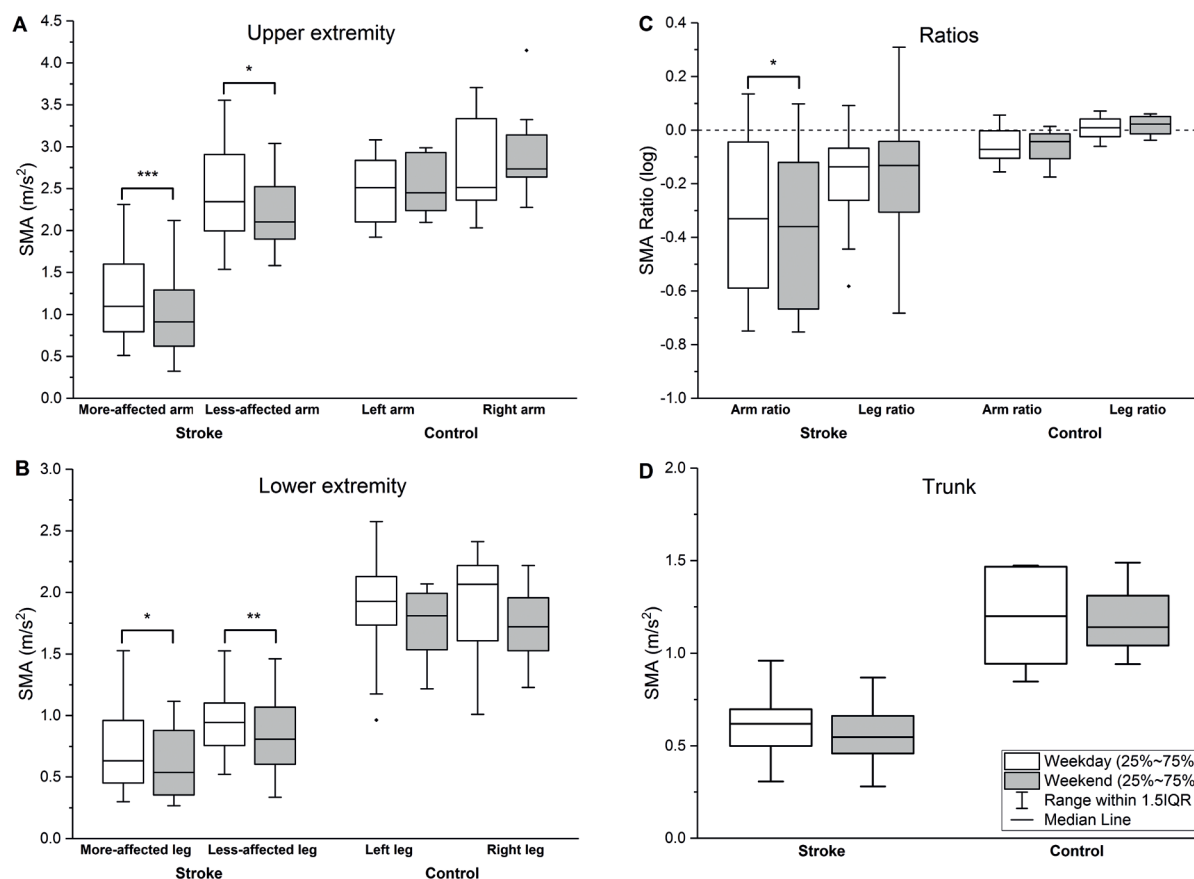 A
Upper extremity
SMA (m/s²)
4.5
4.0
3.5
3.0
2.5
2.0
1.5
1.0
0.5
0.0
***
*
More-affected arm
Less-affected arm
Left arm
Right arm
Stroke
Control
C
Ratios
SMA Ratio (log)
0.4
0.2
0.0
-0.2
-0.4
-0.6
-0.8
-1.0
*
Arm ratio
Leg ratio
Arm ratio
Leg ratio
Stroke
Control
B
Lower extremity
SMA (m/s²)
3.0
2.5
2.0
1.5
1.0
0.5
0.0
*
**
More-affected leg
Less-affected leg
Left leg
Right leg
Stroke
Control
D
Trunk
SMA (m/s²)
2.0
1.5
1.0
0.5
0.0
Stroke
Control
Weekday (25%~75%
Weekend (25%~75%
Range within 1.5IQR
Median Line